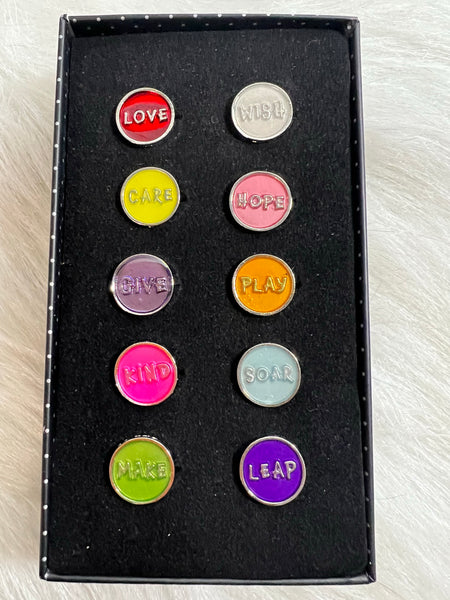 LOVE
WISH
CARE
HOPE
GIVE
PLAY
KIND
SOAR
MAKE
LEAP